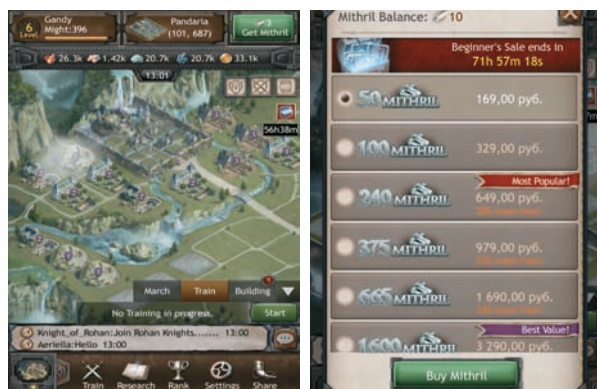 6
Level
Gandy
Might:396
Pandaria
(101, 687)
3
Get Mithril
26.3k
1.42k
20.7k
20.7k
33.1k
13:01
56h38m
March
Train
Building
No Training in progress.
Start
Knight_of_Rohan:Join Rohan Knights....... 13:00
Aeriella:Hello 13:00
Train
Research
Rank
Settings
Share
Mithril Balance: 10
Beginner's Sale ends in
71h 57m 18s
50 MITHRIL
169,00 руб.
100 MITHRIL
329,00 руб.
Most Popular!
240 MITHRIL
649,00 руб.
375 MITHRIL
979,00 руб.
665 MITHRIL
1 690,00 руб.
Best Value!
1600 MITHRIL
3 290,00 руб.
Buy Mithril